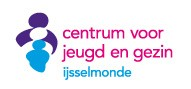 centrum voor
jeugd en gezin
ijsselmonde